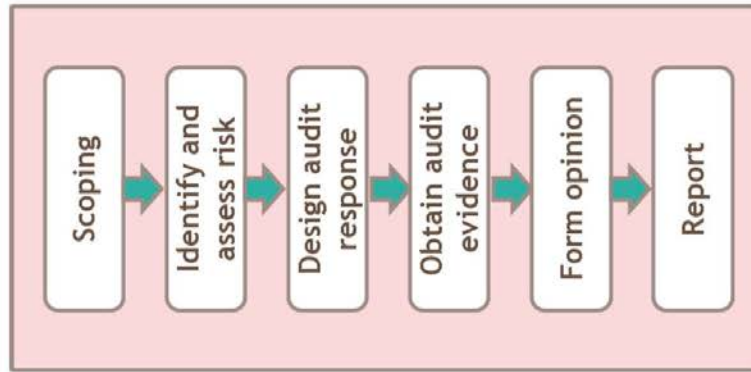 Scoping
Identify and
assess risk
Design audit
response
Obtain audit
evidence
Form opinion
Report